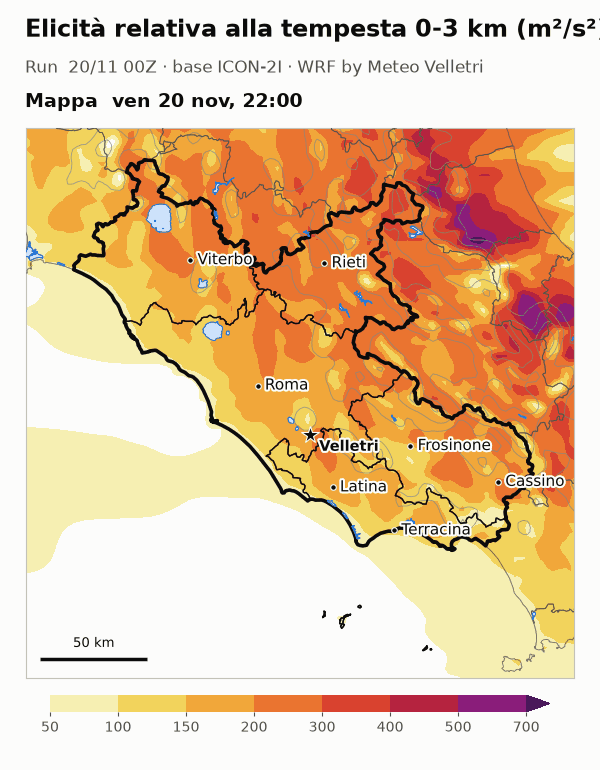 Elicità relativa alla tempesta 0-3 km (m²/s²)
Run 20/11 00Z · base ICON-2I · WRF by Meteo Velletri
Mappa ven 20 nov, 22:00
Viterbo
Rieti
Roma
Velletri
Frosinone
Cassino
Latina
Terracina
50 km
50 100 150 200 300 400 500 700